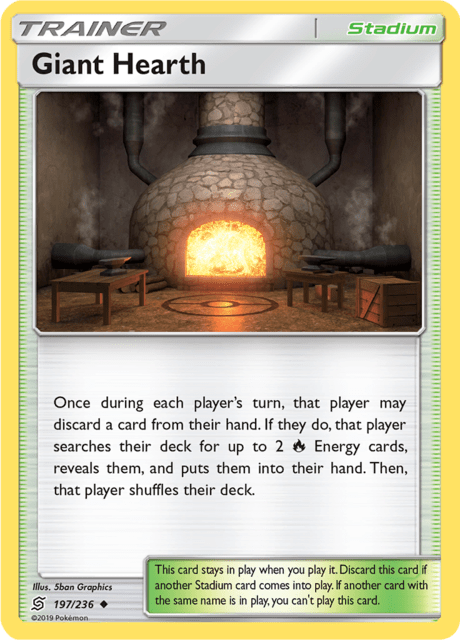 TRAINER
Stadium
Giant Hearth
Once during each player's turn, that player may
discard a card from their hand. If they do, that player
searches their deck for up to 2 Energy cards,
reveals them, and puts them into their hand. Then,
that player shuffles their deck.
This card stays in play when you play it. Discard this card if
another Stadium card comes into play. If another card with
the same name is in play, you can't play this card.
Illus. 5ban Graphics
197/236
©2019 Pokémon